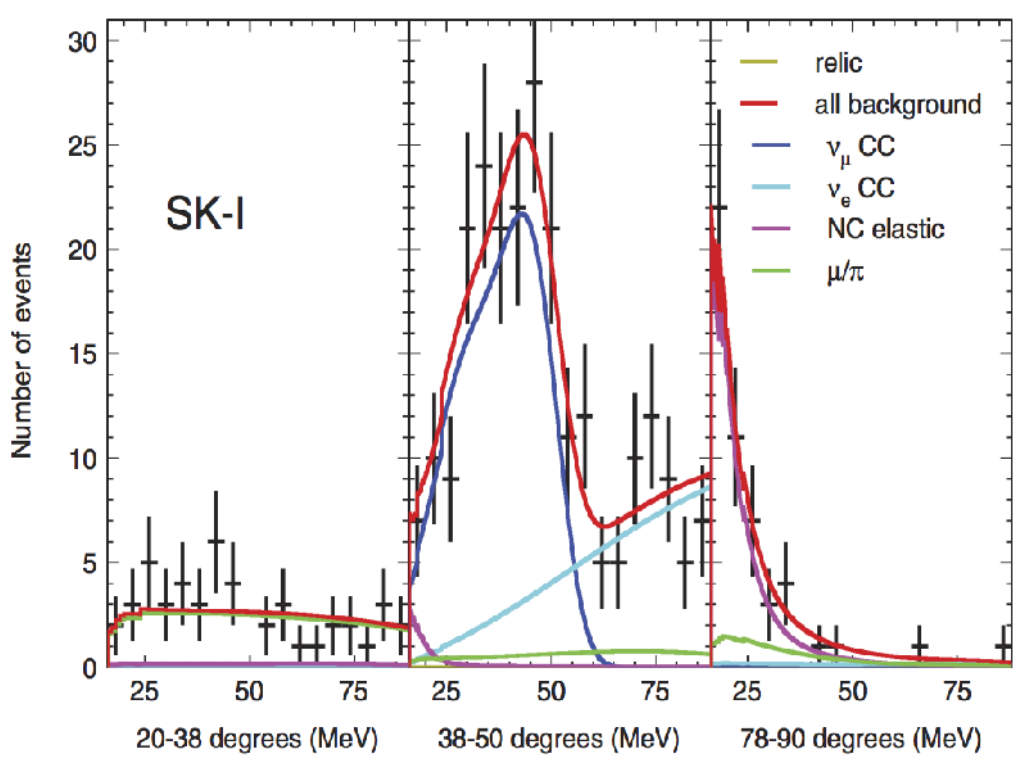 30
25
20
15
10
5
0
Number of events
SK-I
relic
all background
νμ CC
νe CC
NC elastic
μ/π
25 50 75 25 50 75 25 50 75
20-38 degrees (MeV) 38-50 degrees (MeV) 78-90 degrees (MeV)